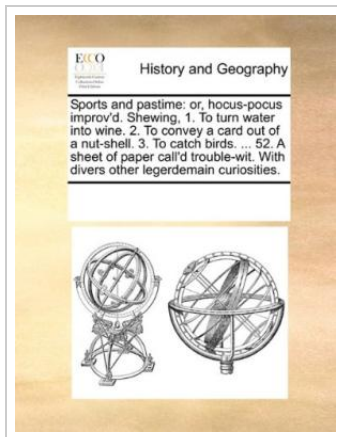 ECCO
History and Geography
Sports and pastime: or, hocus-pocus
improv'd. Shewing, 1. To turn water
into wine. 2. To convey a card out of
a nut-shell. 3. To catch birds. ... 52. A
sheet of paper call'd trouble-wit. With
divers other legerdemain curiosities.